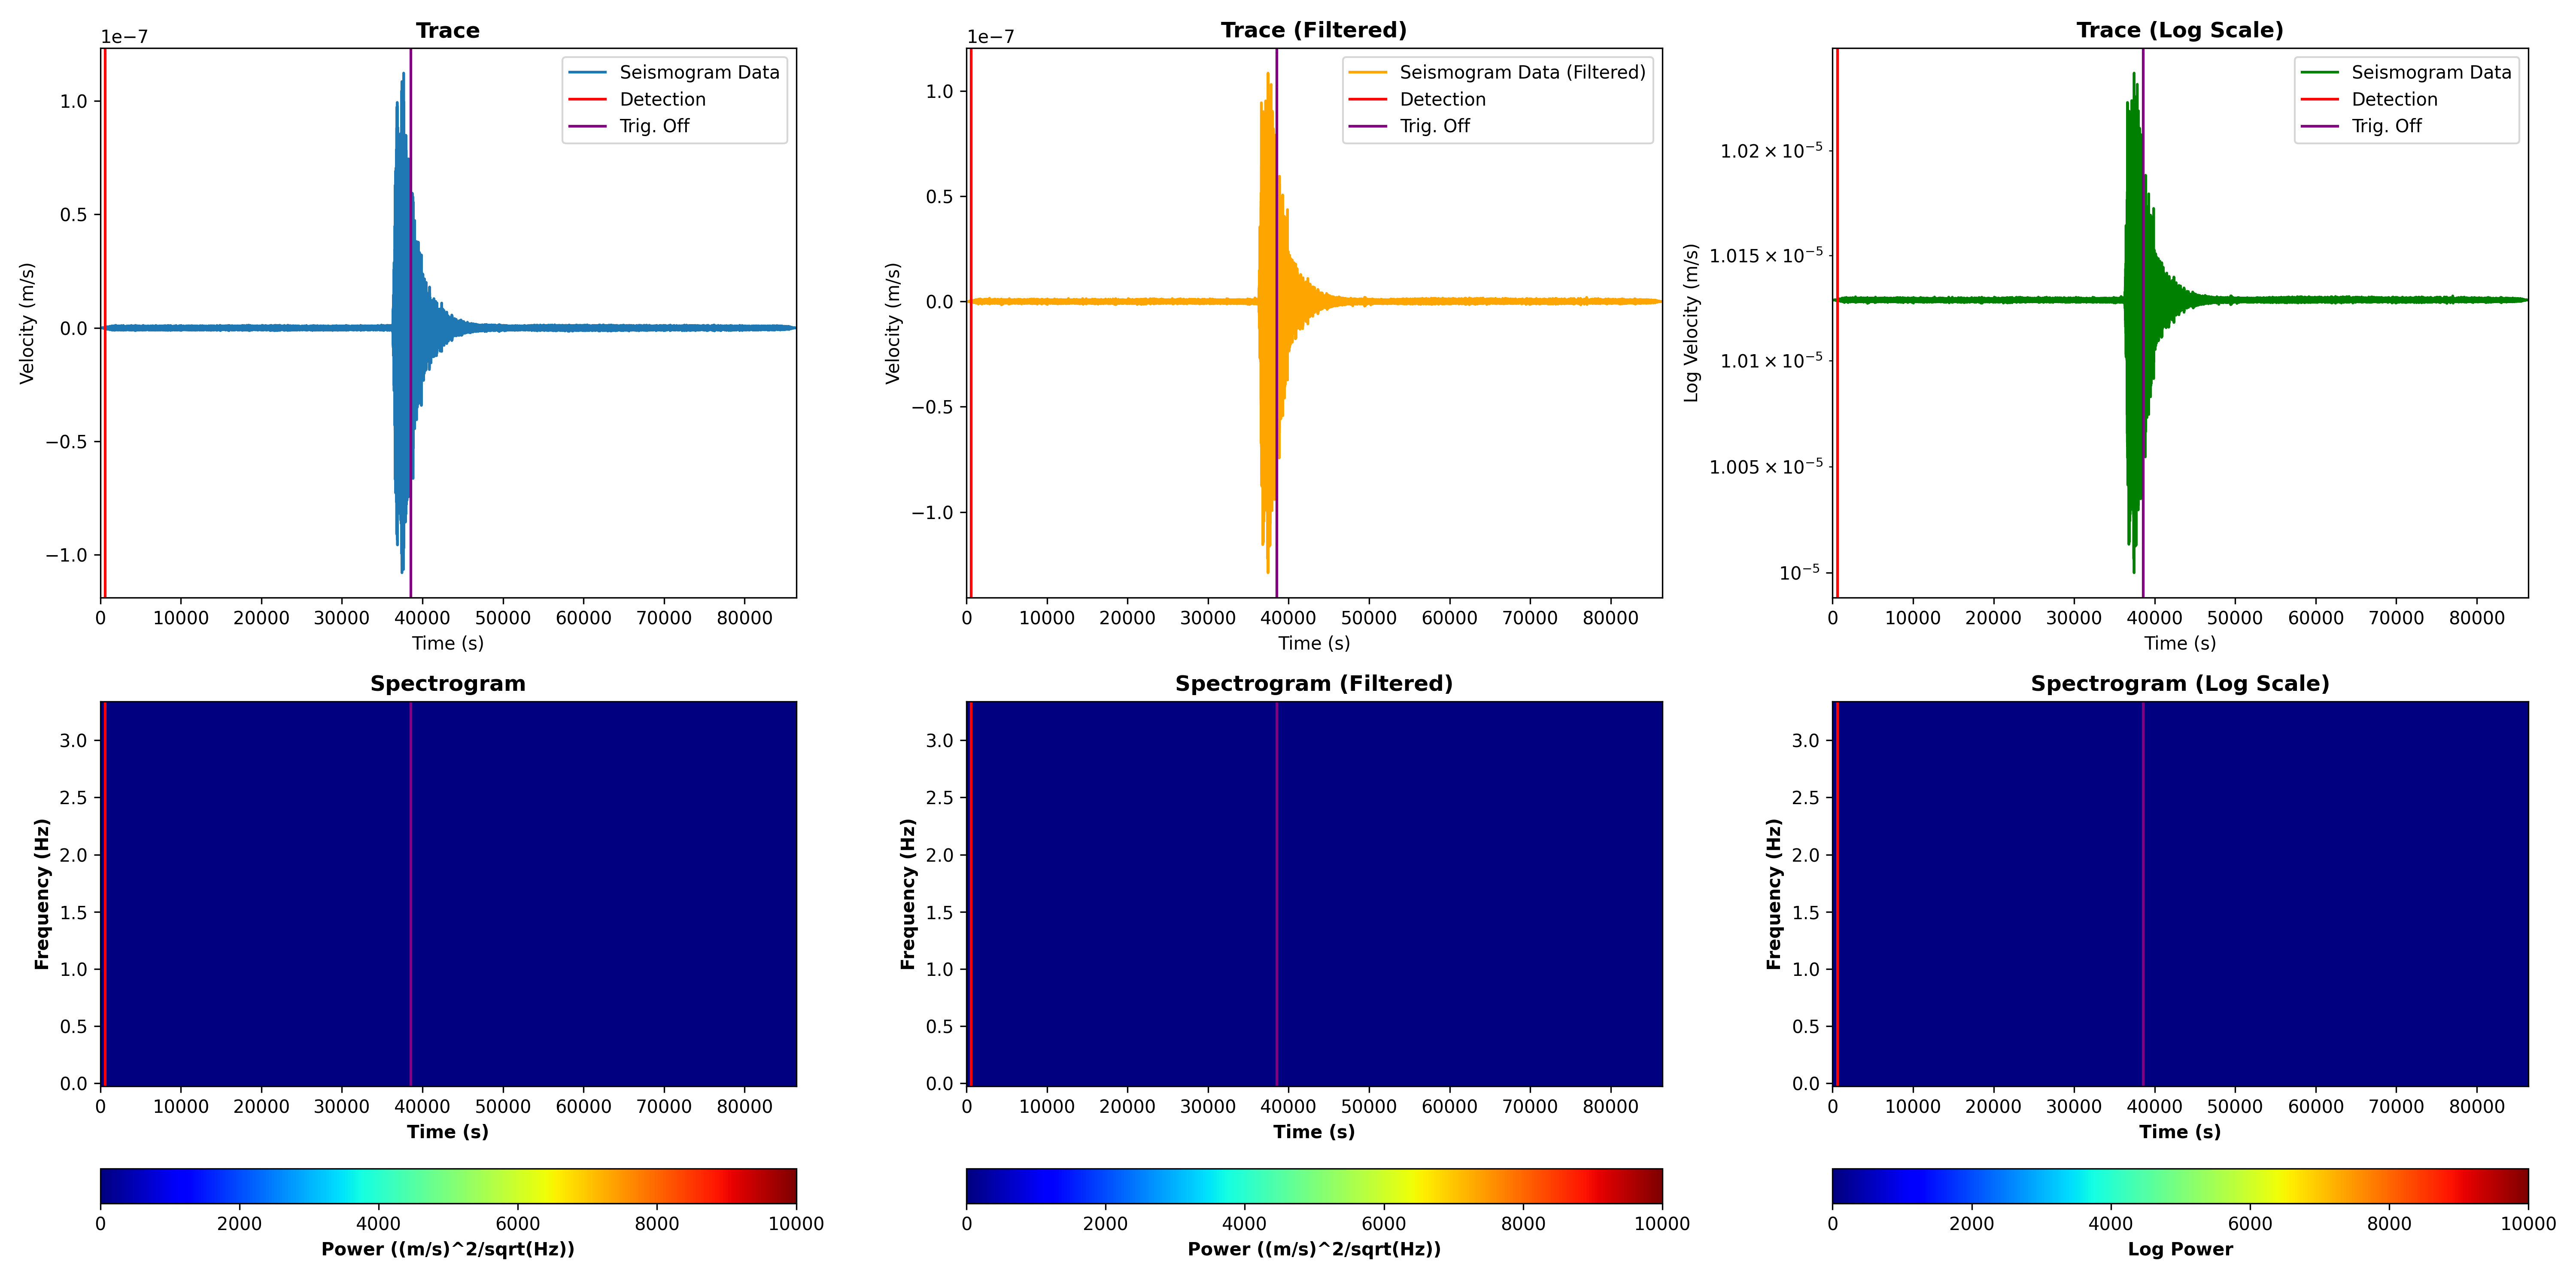 Trace
1e−7
Seismogram Data
Detection
Trig. Off
1.0
0.5
0.0
−0.5
−1.0
Velocity (m/s)
0 10000 20000 30000 40000 50000 60000 70000 80000
Time (s)
Trace (Filtered)
1e−7
Seismogram Data (Filtered)
Detection
Trig. Off
1.0
0.5
0.0
−0.5
−1.0
Velocity (m/s)
0 10000 20000 30000 40000 50000 60000 70000 80000
Time (s)
Trace (Log Scale)
Seismogram Data
Detection
Trig. Off
1.02 × 10⁻⁵
1.015 × 10⁻⁵
1.01 × 10⁻⁵
1.005 × 10⁻⁵
10⁻⁵
Log Velocity (m/s)
0 10000 20000 30000 40000 50000 60000 70000 80000
Time (s)
Spectrogram
3.0
2.5
2.0
1.5
1.0
0.5
0.0
Frequency (Hz)
0 10000 20000 30000 40000 50000 60000 70000 80000
Time (s)
0 2000 4000 6000 8000 10000
Power ((m/s)^2/sqrt(Hz))
Spectrogram (Filtered)
3.0
2.5
2.0
1.5
1.0
0.5
0.0
Frequency (Hz)
0 10000 20000 30000 40000 50000 60000 70000 80000
Time (s)
0 2000 4000 6000 8000 10000
Power ((m/s)^2/sqrt(Hz))
Spectrogram (Log Scale)
3.0
2.5
2.0
1.5
1.0
0.5
0.0
Frequency (Hz)
0 10000 20000 30000 40000 50000 60000 70000 80000
Time (s)
0 2000 4000 6000 8000 10000
Log Power